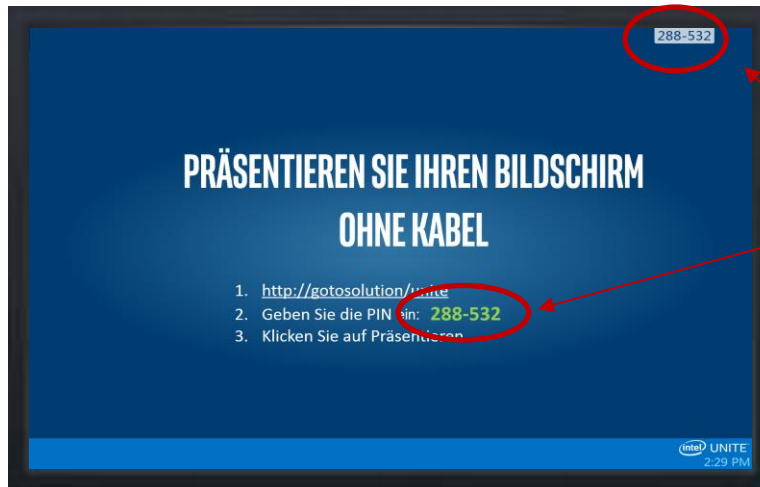 288-532
PRÄSENTIEREN SIE IHREN BILDSCHIRM
OHNE KABEL
1. http://gotosolution/unite
2. Geben Sie die PIN ein: 288-532
3. Klicken Sie auf Präsentieren
intel UNITE
2:29 PM